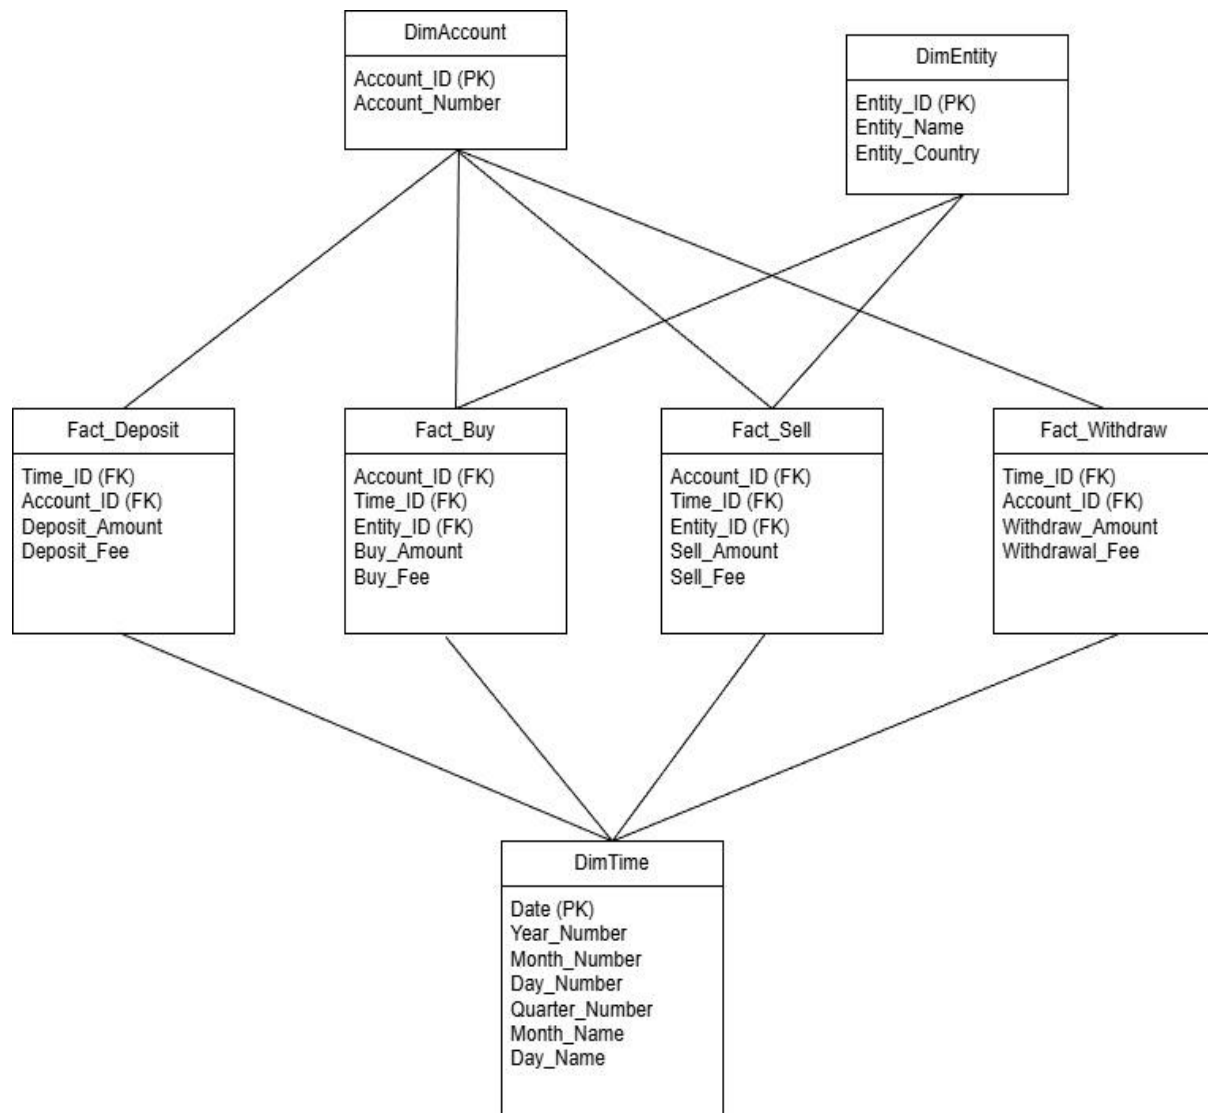 DimAccount
Account_ID (PK)
Account_Number
DimEntity
Entity_ID (PK)
Entity_Name
Entity_Country
Fact_Deposit
Time_ID (FK)
Account_ID (FK)
Deposit_Amount
Deposit_Fee
Fact_Buy
Account_ID (FK)
Time_ID (FK)
Entity_ID (FK)
Buy_Amount
Buy_Fee
Fact_Sell
Account_ID (FK)
Time_ID (FK)
Entity_ID (FK)
Sell_Amount
Sell_Fee
Fact_Withdraw
Time_ID (FK)
Account_ID (FK)
Withdraw_Amount
Withdrawal_Fee
DimTime
Date (PK)
Year_Number
Month_Number
Day_Number
Quarter_Number
Month_Name
Day_Name